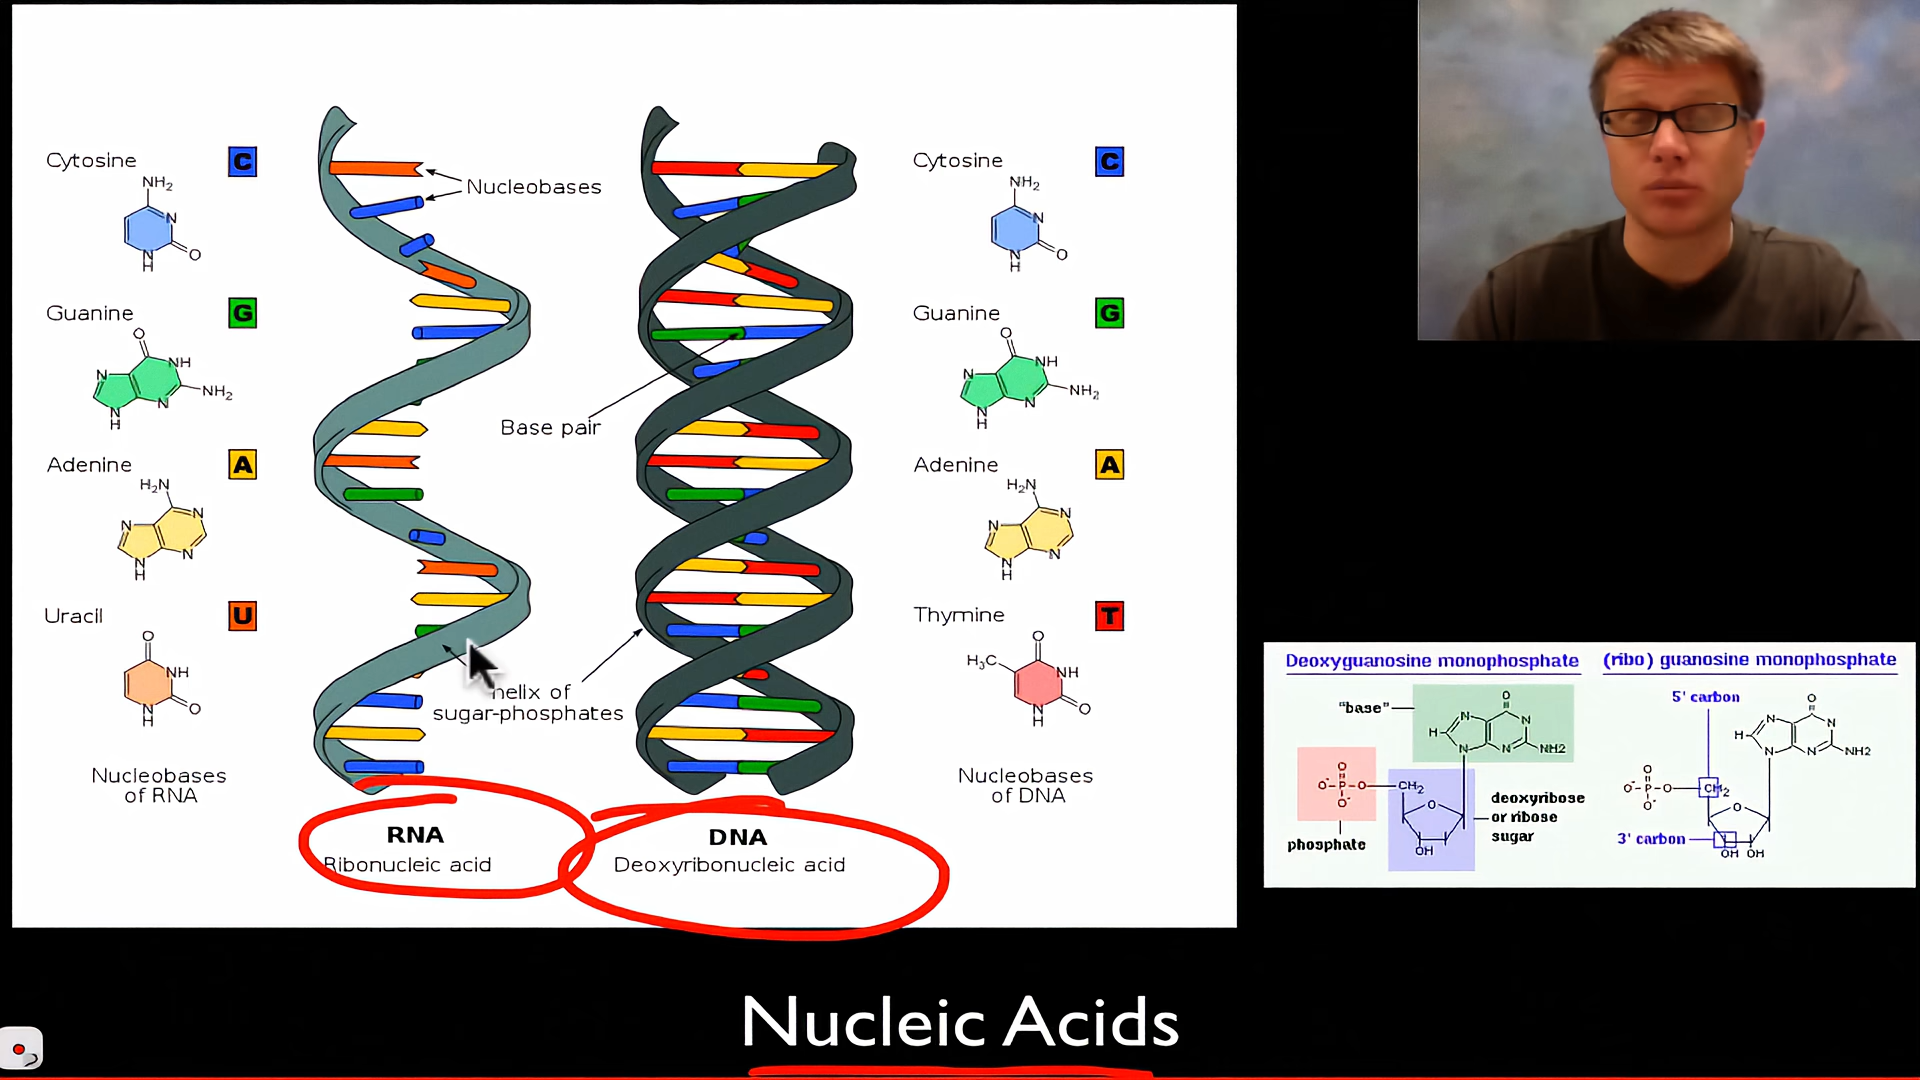 Cytosine
C
NH₂
N
N
H
O
Guanine
G
O
N
NH
N
H
N
NH₂
Adenine
A
H₂N
N
N
N
H
N
Uracil
U
O
NH
N
H
O
Nucleobases
of RNA
Nucleobases
Base pair
helix of
sugar-phosphates
RNA
Ribonucleic acid
DNA
Deoxyribonucleic acid
Cytosine
C
NH₂
N
N
H
O
Guanine
G
O
N
NH
N
H
N
NH₂
Adenine
A
H₂N
N
N
N
H
N
Thymine
T
O
H₃C
NH
N
H
O
Nucleobases
of DNA
Deoxyguanosine monophosphate
"base"
O
N
N
H
N
N
NH2
O
O⁻ P O CH₂
O⁻
O
OH
phosphate
deoxyribose
or ribose
sugar
(ribo) guanosine monophosphate
5' carbon
O
N
N
H
N
N
NH2
O
O⁻ P O CH₂
O⁻
O
3' carbon
OH OH
Nucleic Acids